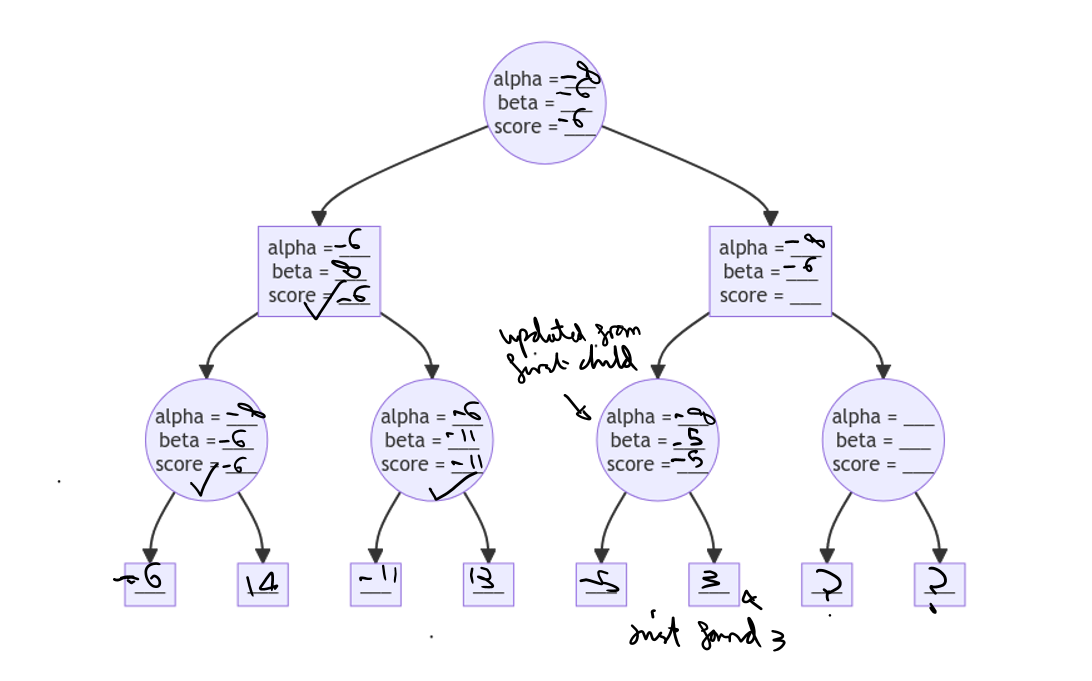 alpha = -∞
beta = -6
score = -6
alpha = -6
beta = ∞
score = -6
alpha = -∞
beta = -6
score = ___
updated from
first child
alpha = -∞
beta = -6
score = -6
alpha = -6
beta = -11
score = -11
alpha = -∞
beta = -5
score = -5
alpha = ___
beta = ___
score = ___
-6
14
-11
13
-5
3
?
?
just found 3